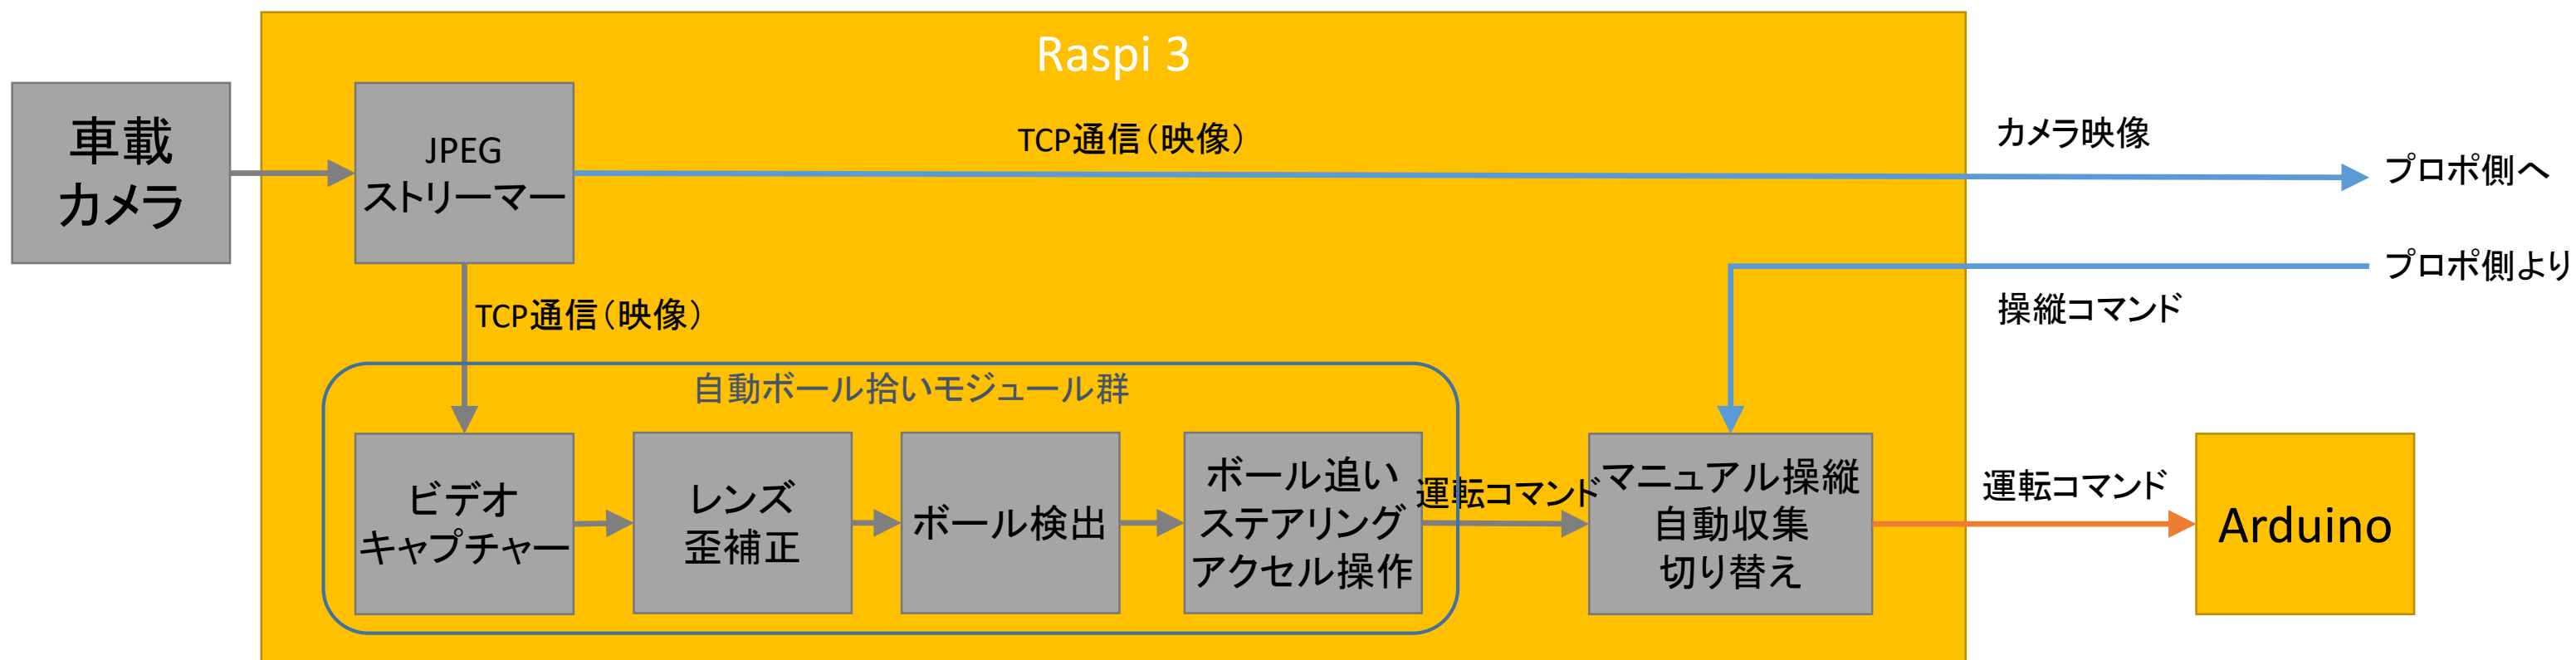 Raspi 3
車載
カメラ
JPEG
ストリーマー
TCP通信(映像)
カメラ映像
プロポ側へ
プロポ側より
操縦コマンド
TCP通信(映像)
自動ボール拾いモジュール群
ビデオ
キャプチャー
レンズ
歪補正
ボール検出
ボール追い
ステアリング
アクセル操作
運転コマンド
マニュアル操縦
自動収集
切り替え
運転コマンド
Arduino